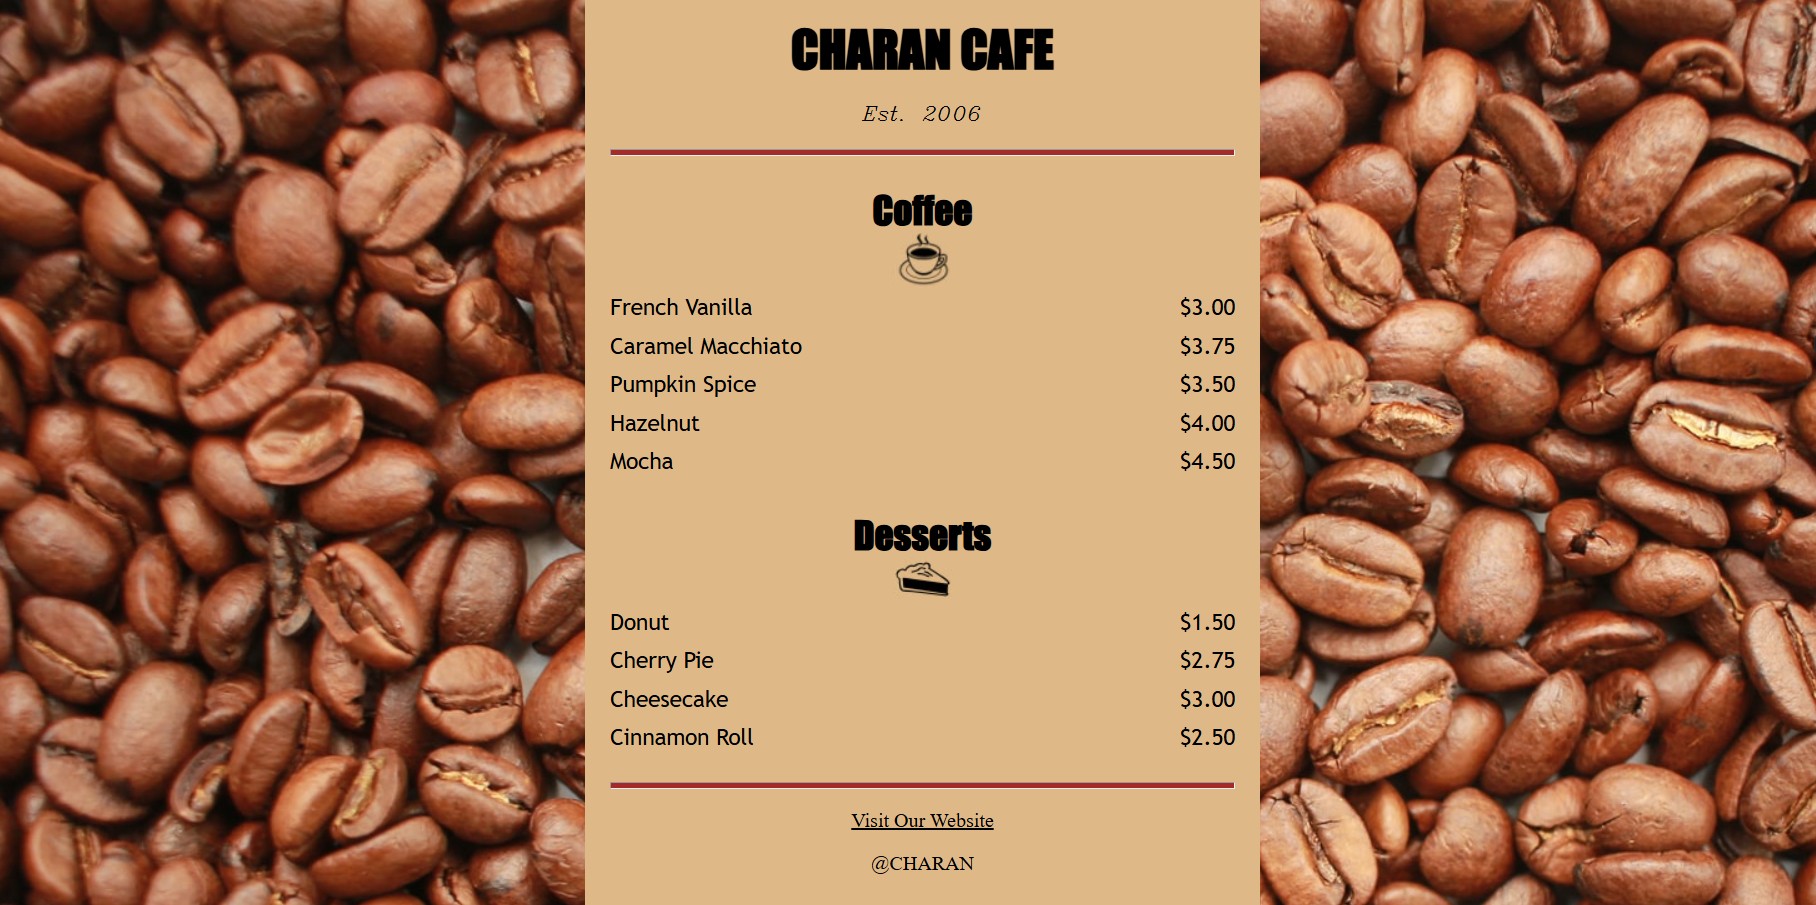 CHARAN CAFE
Est. 2006
Coffee
French Vanilla $3.00
Caramel Macchiato $3.75
Pumpkin Spice $3.50
Hazelnut $4.00
Mocha $4.50
Desserts
Donut $1.50
Cherry Pie $2.75
Cheesecake $3.00
Cinnamon Roll $2.50
Visit Our Website
@CHARAN